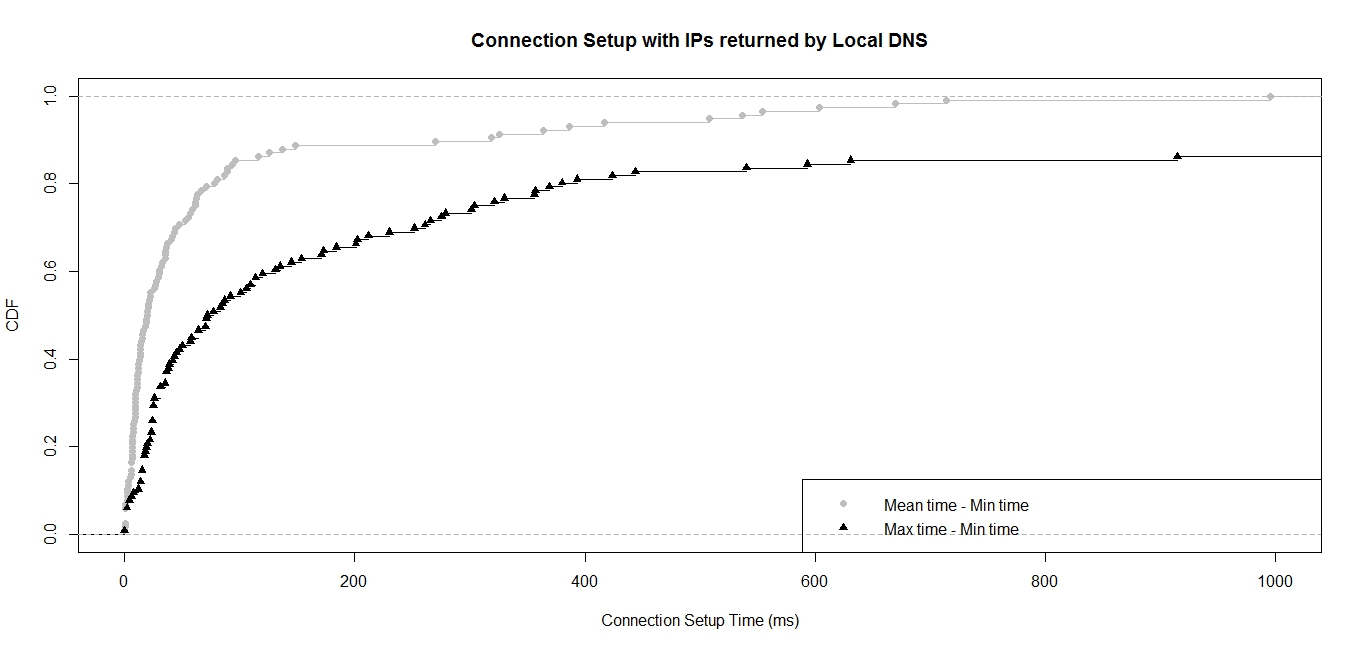 Connection Setup with IPs returned by Local DNS
1.0
0.8
0.6
0.4
0.2
0.0
CDF
Mean time - Min time
Max time - Min time
0 200 400 600 800 1000
Connection Setup Time (ms)